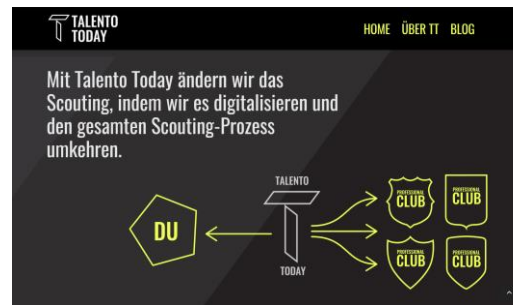 TALENTO
TODAY
HOME ÜBER TT BLOG
Mit Talento Today ändern wir das
Scouting, indem wir es digitalisieren und
den gesamten Scouting-Prozess
umkehren.
TALENTO
DU
TODAY
PROFESSIONAL
CLUB
PROFESSIONAL
CLUB
PROFESSIONAL
CLUB
PROFESSIONAL
CLUB